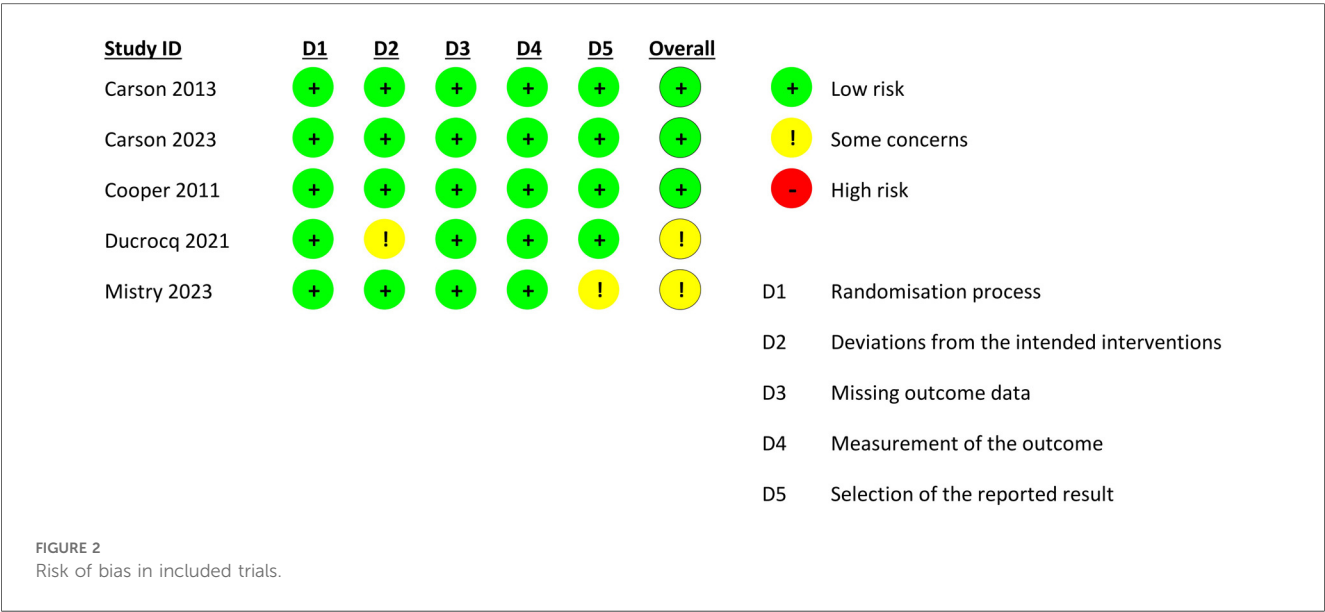 Study ID D1 D2 D3 D4 D5 Overall
Carson 2013 + + + + + + + Low risk
Carson 2023 + + + + + + ! Some concerns
Cooper 2011 + + + + + + - High risk
Ducrocq 2021 + ! + + + !
Mistry 2023 + + + + ! !
D1 Randomisation process
D2 Deviations from the intended interventions
D3 Missing outcome data
D4 Measurement of the outcome
D5 Selection of the reported result
FIGURE 2
Risk of bias in included trials.